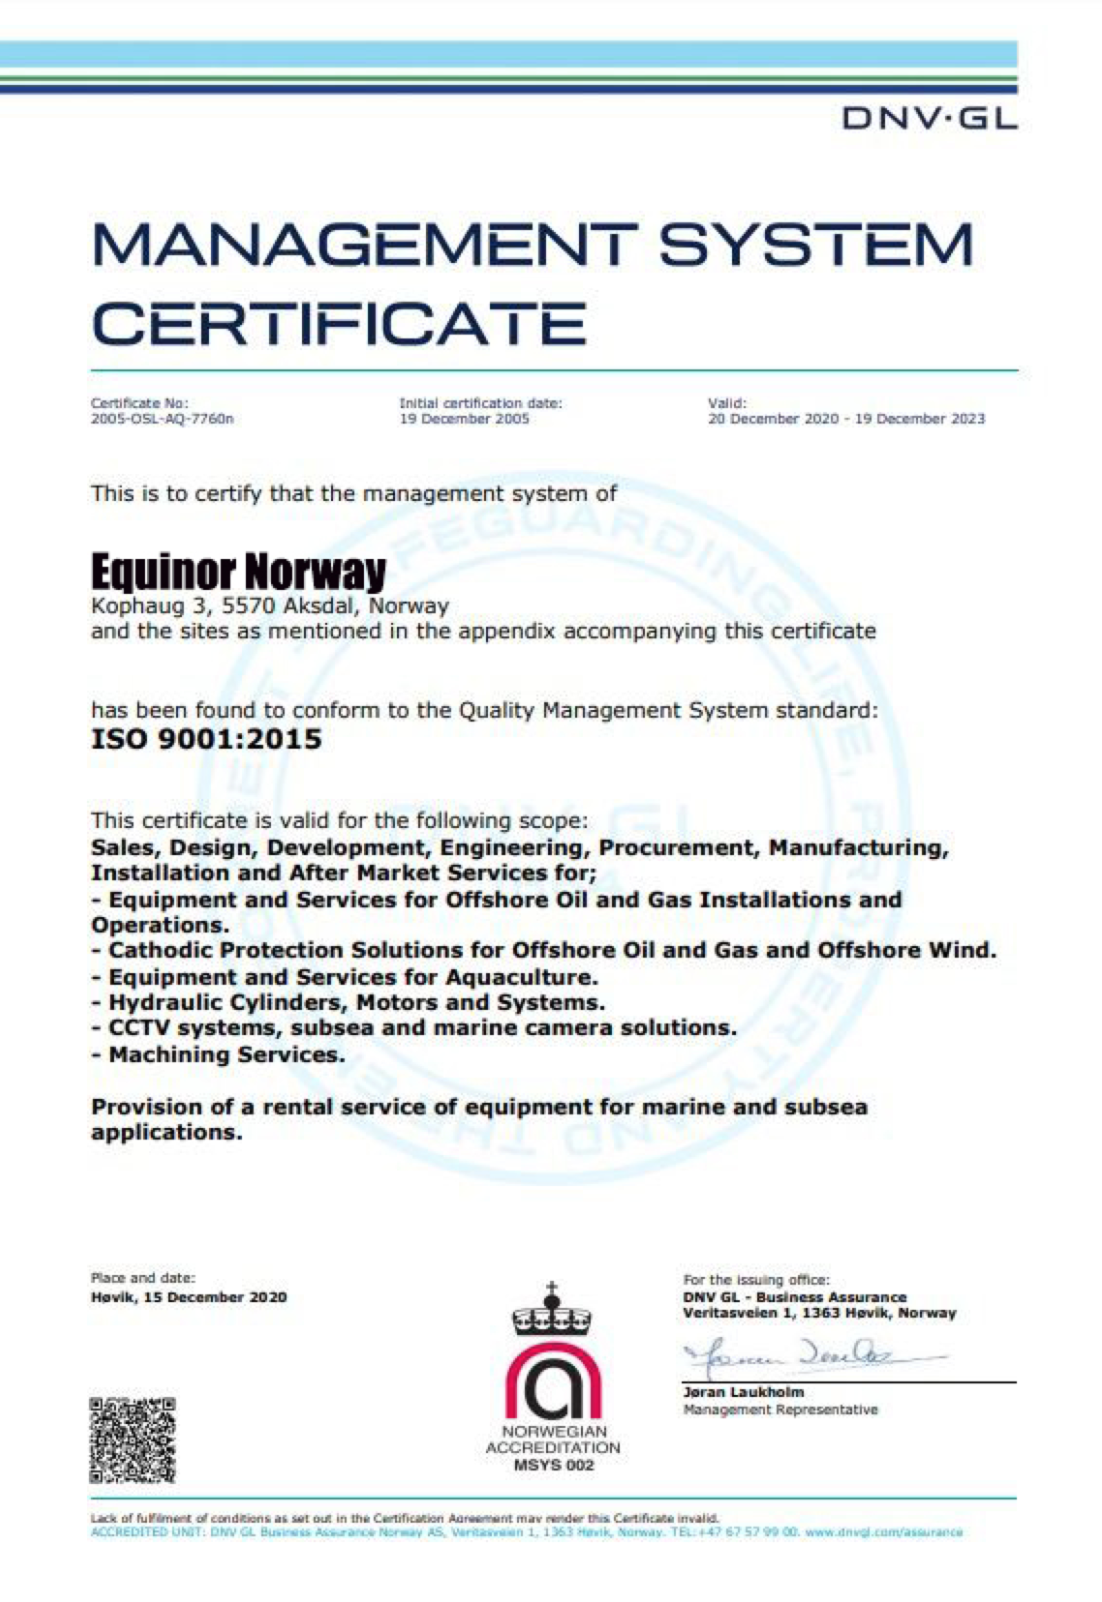 DNV·GL
MANAGEMENT SYSTEM
CERTIFICATE
Certificate No:
2005-OSL-AQ-7760n
Initial certification date:
19 December 2005
Valid:
20 December 2020 - 19 December 2023
This is to certify that the management system of
Equinor Norway
Kophaug 3, 5570 Aksdal, Norway
and the sites as mentioned in the appendix accompanying this certificate
has been found to conform to the Quality Management System standard:
ISO 9001:2015
This certificate is valid for the following scope:
Sales, Design, Development, Engineering, Procurement, Manufacturing,
Installation and After Market Services for;
- Equipment and Services for Offshore Oil and Gas Installations and
Operations.
- Cathodic Protection Solutions for Offshore Oil and Gas and Offshore Wind.
- Equipment and Services for Aquaculture.
- Hydraulic Cylinders, Motors and Systems.
- CCTV systems, subsea and marine camera solutions.
- Machining Services.
Provision of a rental service of equipment for marine and subsea
applications.
Place and date:
Høvik, 15 December 2020
NORWEGIAN
ACCREDITATION
MSYS 002
For the issuing office:
DNV GL - Business Assurance
Veritasveien 1, 1363 Høvik, Norway
Jøran Laukholm
Management Representative
Lack of fulfilment of conditions as set out in the Certification Agreement may render this Certificate invalid.
ACCREDITED UNIT: DNV GL Business Assurance Norway AS, Veritasveien 1, 1363 Høvik, Norway. TEL:+47 67 57 99 00. www.dnvgl.com/assurance